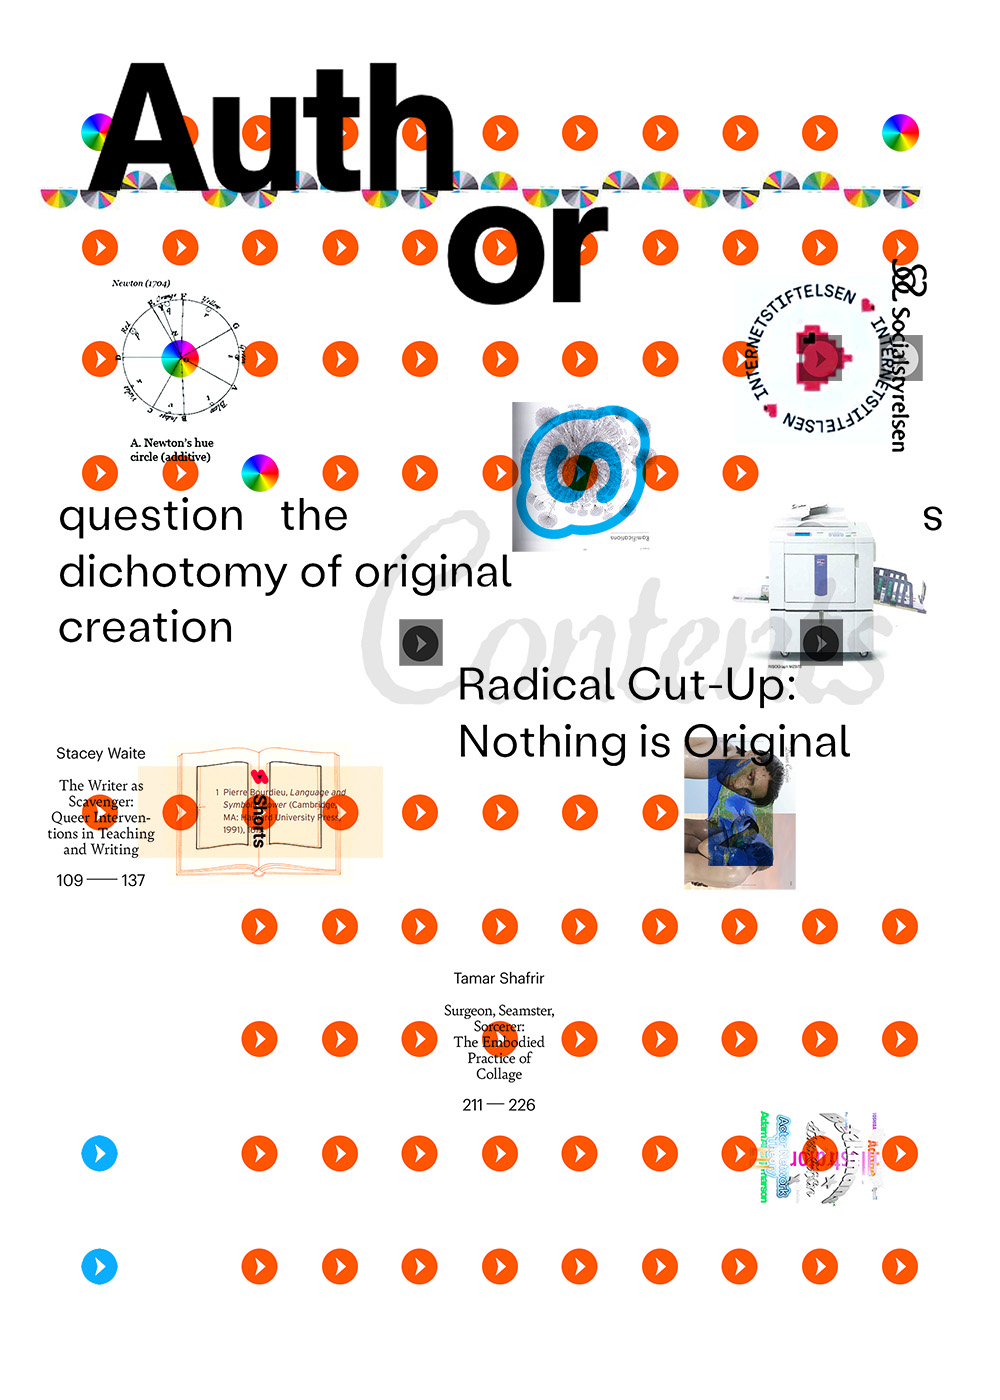 Auth
or
Newton (1704)
A. Newton's hue
circle (additive)
INTERNETSTIFTELSEN
INTERNETSTIFTELSEN
Socialstyrelsen
Ramifications
question the
s
dichotomy of original
creation
Contents
Radical Cut-Up:
Nothing is Original
Stacey Waite
The Writer as
Scavenger:
Queer Interven-
tions in Teaching
and Writing
109 — 137
1 Pierre Bourdieu, Language and
Symbolic Power (Cambridge,
MA: Harvard University Press,
1991),
Shorts
Tamar Shafrir
Surgeon, Seamster,
Sorcerer:
The Embodied
Practice of
Collage
211 — 226